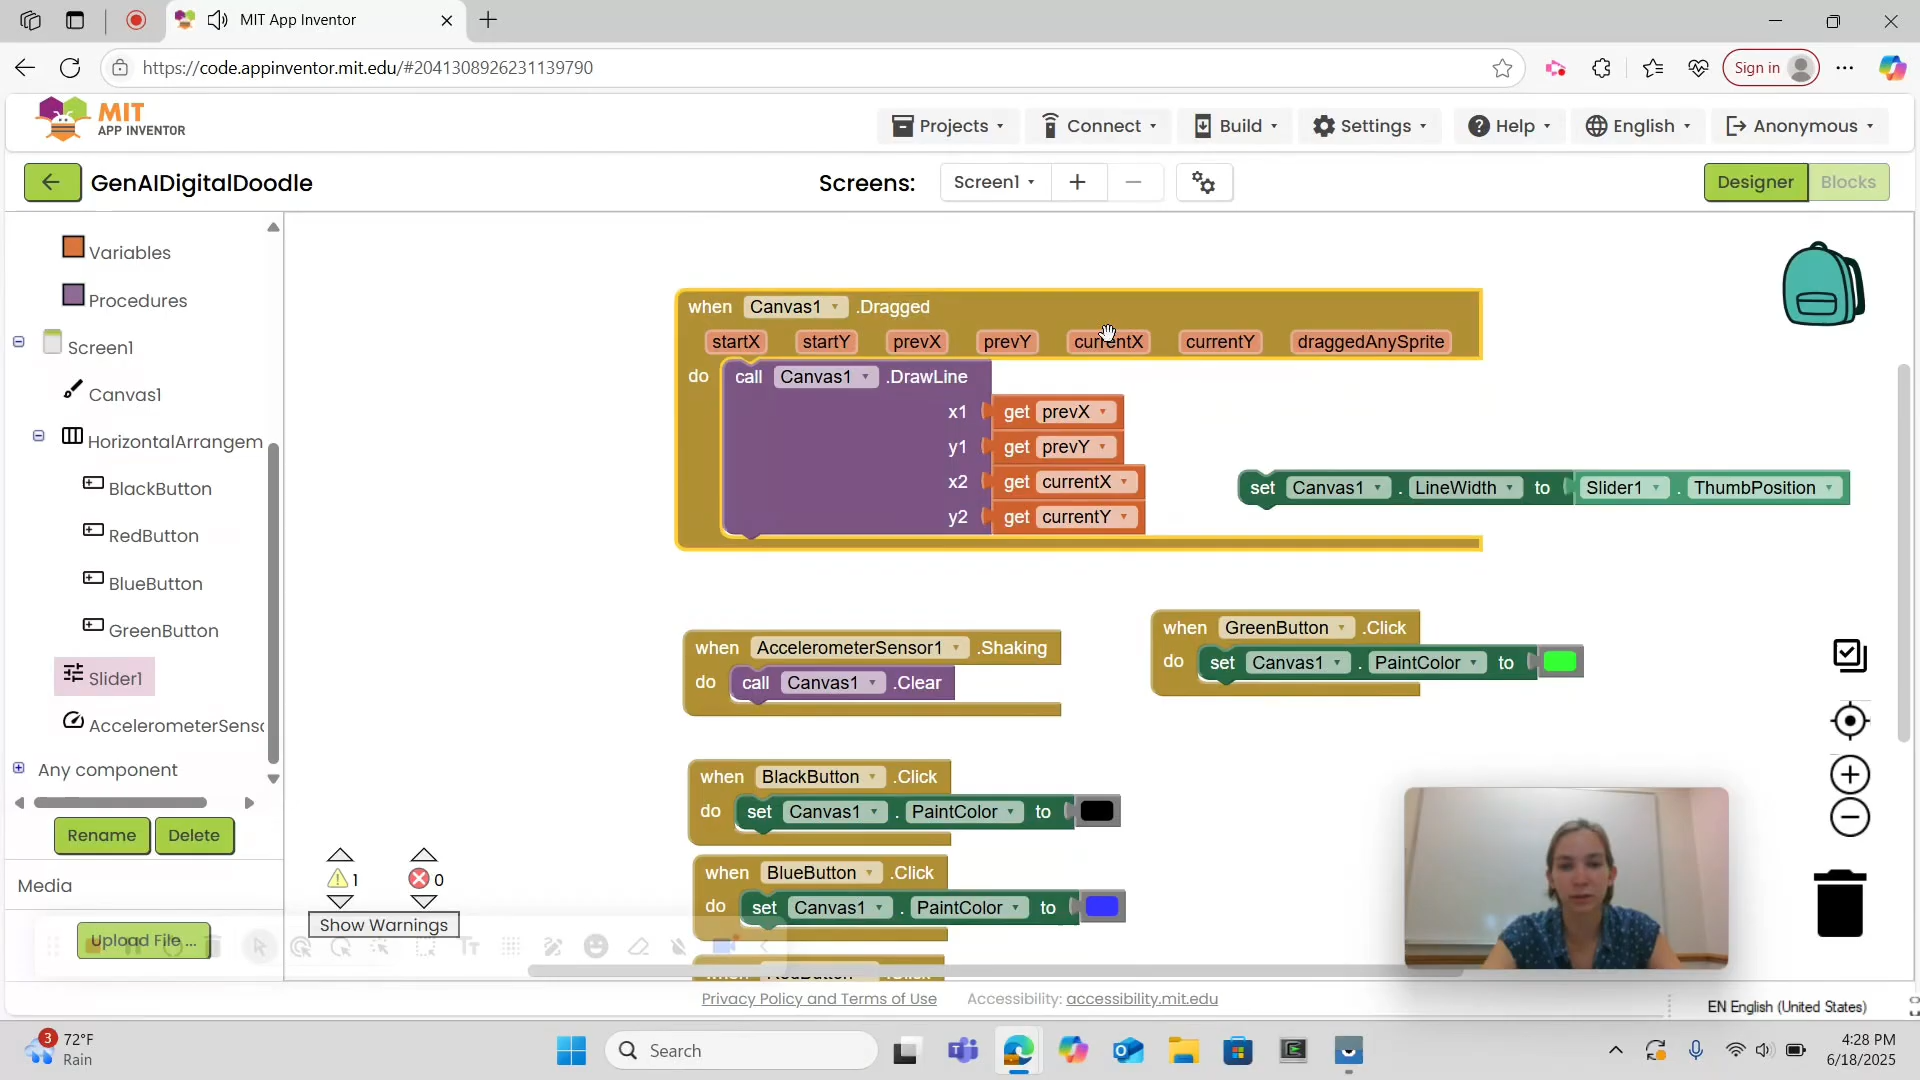 MIT App Inventor
https://code.appinventor.mit.edu/#2041308926231139790
Sign in
MIT
APP INVENTOR
Projects
Connect
Build
Settings
Help
English
Anonymous
GenAIDigitalDoodle
Screens:
Screen1
Designer
Blocks
Variables
Procedures
Screen1
Canvas1
HorizontalArrangem
BlackButton
RedButton
BlueButton
GreenButton
Slider1
AccelerometerSens
Any component
Rename
Delete
Media
Upload File ...
when Canvas1 .Dragged
startX startY prevX prevY currentX currentY draggedAnySprite
do call Canvas1 .DrawLine
x1 get prevX
y1 get prevY
x2 get currentX
y2 get currentY
set Canvas1 . LineWidth to Slider1 . ThumbPosition
when AccelerometerSensor1 .Shaking
do call Canvas1 .Clear
when GreenButton .Click
do set Canvas1 . PaintColor to
when BlackButton .Click
do set Canvas1 . PaintColor to
when BlueButton .Click
do set Canvas1 . PaintColor to
when RedButton .Click
1 0
Show Warnings
Tt
Privacy Policy and Terms of Use Accessibility: accessibility.mit.edu
EN English (United States)
3
72°F
Rain
Search
4:28 PM
6/18/2025